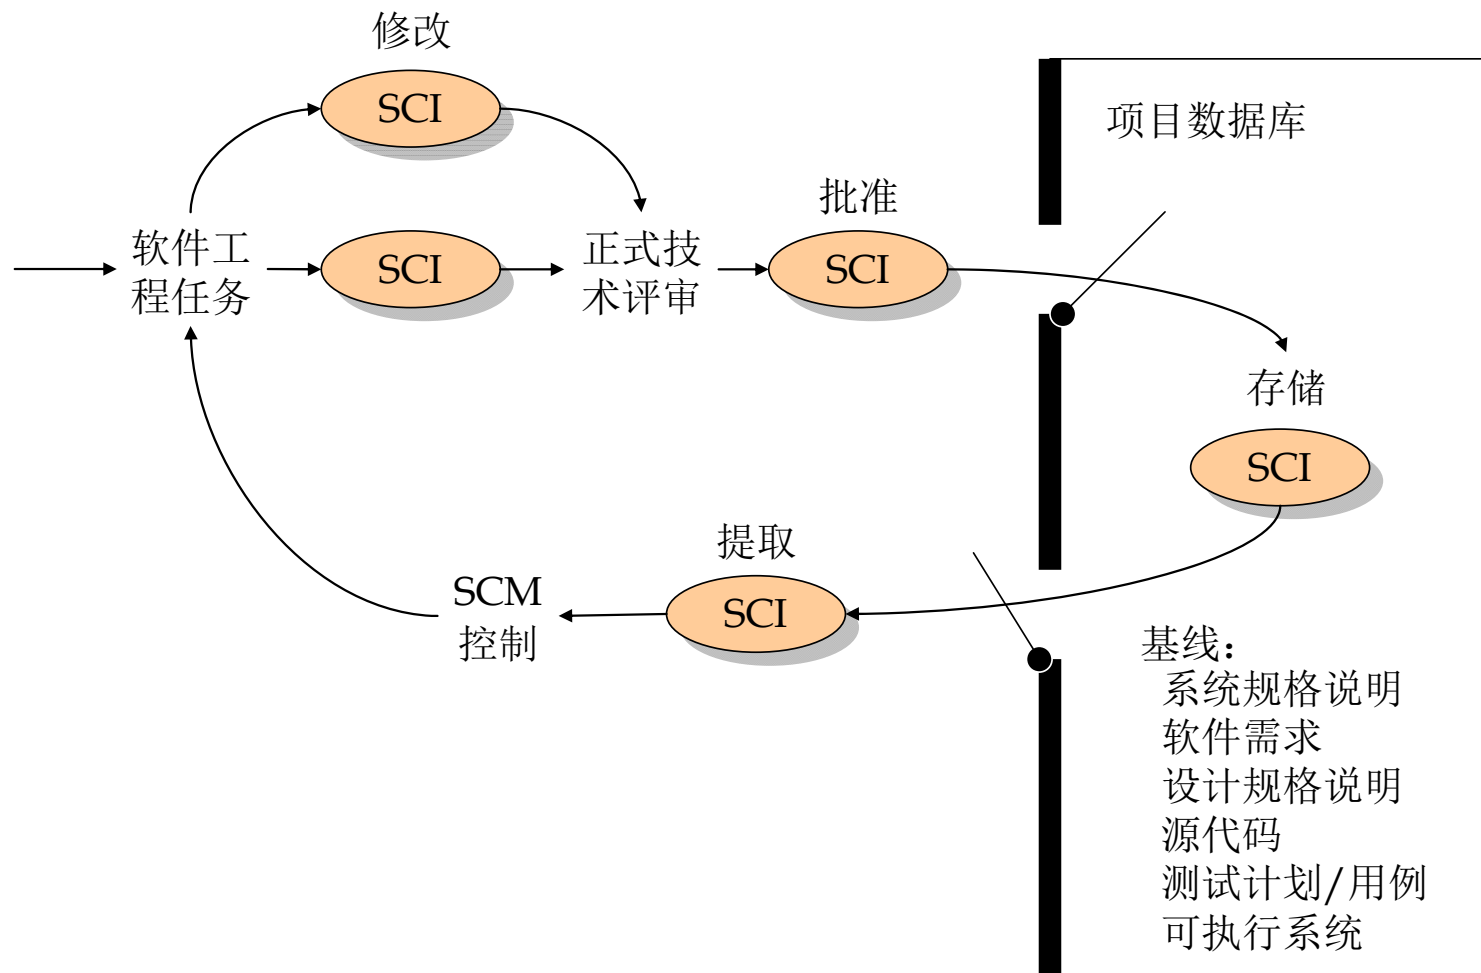 修改
SCI
项目数据库
批准
软件工
程任务
SCI
正式技
术评审
SCI
存储
SCI
提取
SCI
SCM
控制
基线：
系统规格说明
软件需求
设计规格说明
源代码
测试计划/用例
可执行系统